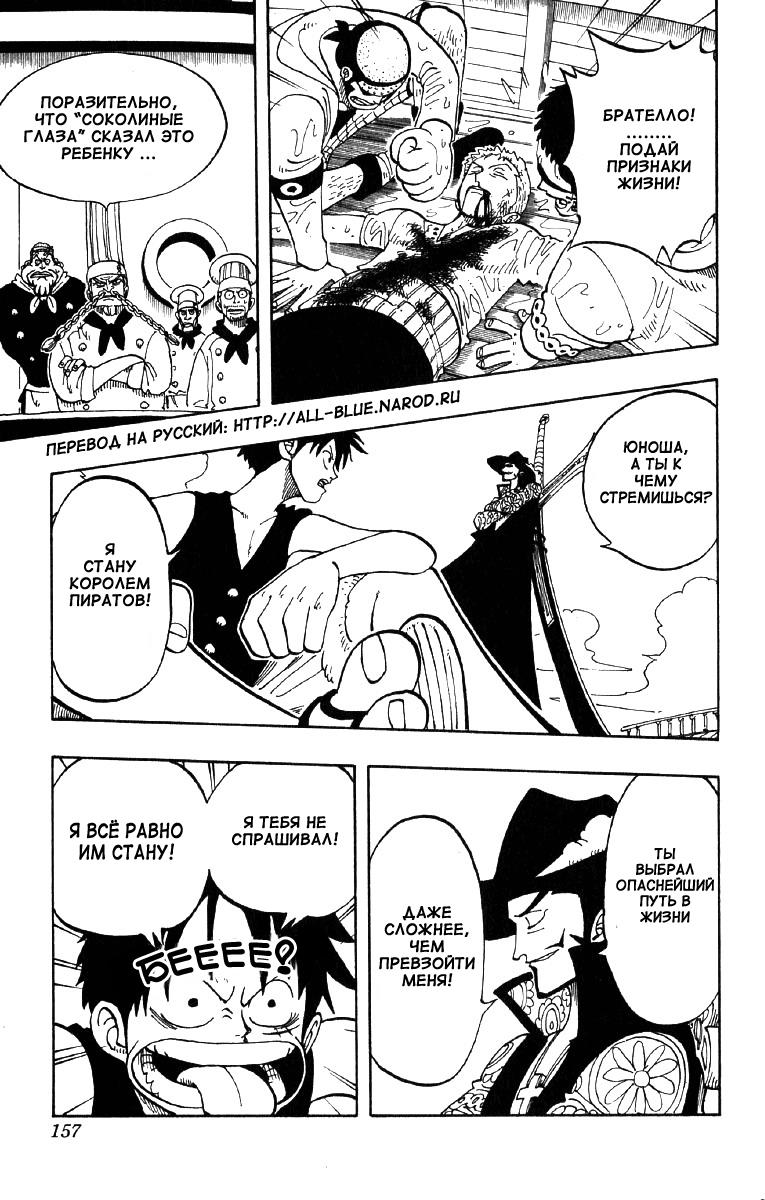 БРАТЕЛЛО!
........
ПОДАЙ
ПРИЗНАКИ
ЖИЗНИ!
ПОРАЗИТЕЛЬНО,
ЧТО "СОКОЛИНЫЕ
ГЛАЗА" СКАЗАЛ ЭТО
РЕБЕНКУ ...
ПЕРЕВОД НА РУССКИЙ: HTTP://ALL-BLUE.NAROD.RU
ЮНОША,
А ТЫ К
ЧЕМУ
СТРЕМИШЬСЯ?
Я
СТАНУ
КОРОЛЕМ
ПИРАТОВ!
ТЫ
ВЫБРАЛ
ОПАСНЕЙШИЙ
ПУТЬ В
ЖИЗНИ
ДАЖЕ
СЛОЖНЕЕ,
ЧЕМ
ПРЕВЗОЙТИ
МЕНЯ!
Я ТЕБЯ НЕ
СПРАШИВАЛ!
Я ВСЁ РАВНО
ИМ СТАНУ!
БЕЕЕЕ?
157